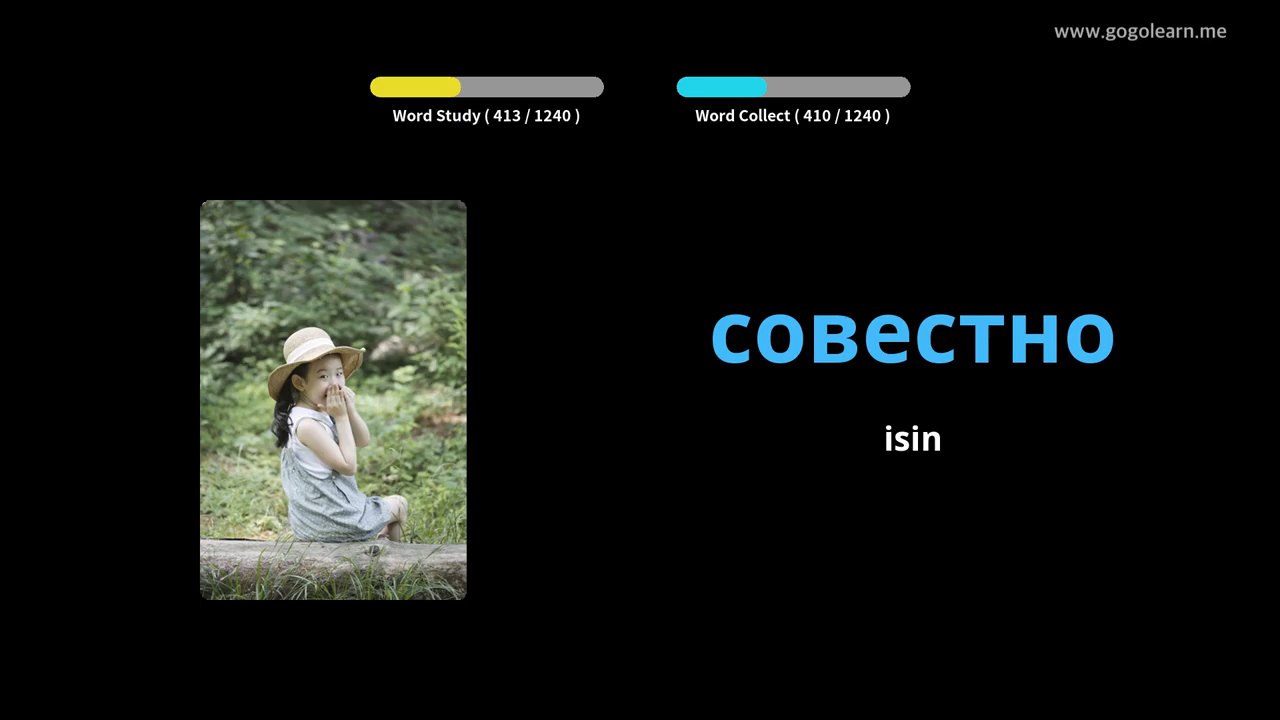 www.gogolearn.me
Word Study ( 413 / 1240 )
Word Collect ( 410 / 1240 )
совестно
isin